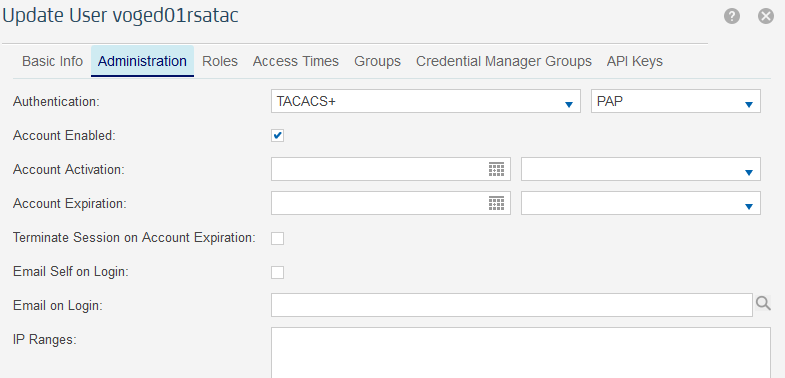 Update User voged01rsatac
Basic Info Administration Roles Access Times Groups Credential Manager Groups API Keys
Authentication: TACACS+ PAP
Account Enabled:
Account Activation:
Account Expiration:
Terminate Session on Account Expiration:
Email Self on Login:
Email on Login:
IP Ranges: